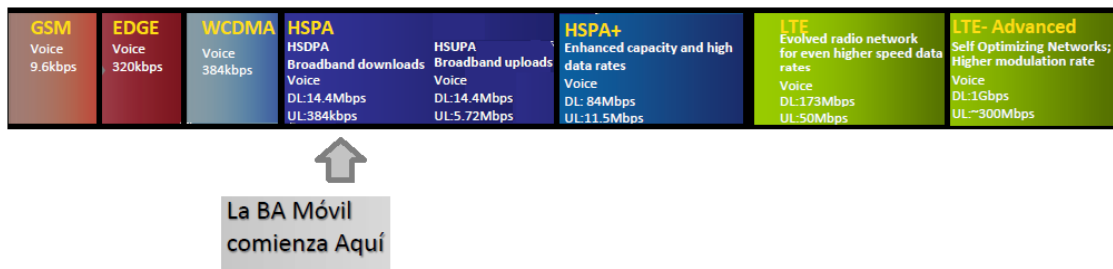 GSM
Voice
9.6kbps
EDGE
Voice
320kbps
WCDMA
Voice
384kbps
HSPA
HSDPA
Broadband downloads
Voice
DL:14.4Mbps
UL:384kbps
HSUPA
Broadband uploads
Voice
DL:14.4Mbps
UL:5.72Mbps
HSPA+
Enhanced capacity and high
data rates
Voice
DL: 84Mbps
UL:11.5Mbps
LTE
Evolved radio network
for even higher speed data
rates
Voice
DL:173Mbps
UL:50Mbps
LTE- Advanced
Self Optimizing Networks;
Higher modulation rate
Voice
DL:1Gbps
UL:~300Mbps
La BA Móvil
comienza Aquí